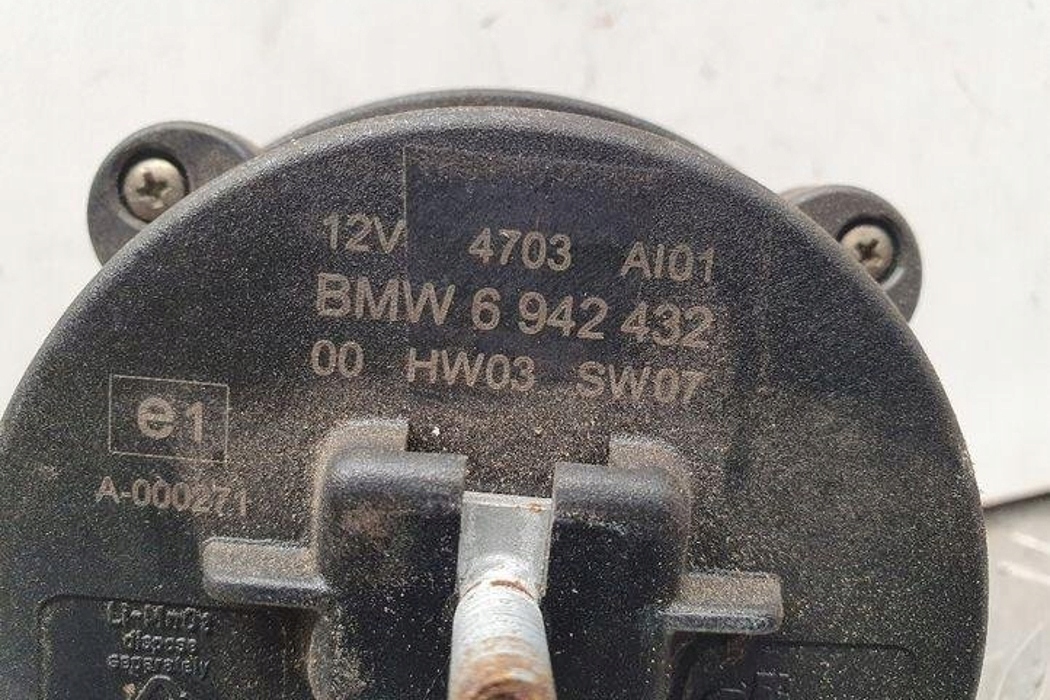 12V 4703 AI01
BMW 6 942 432
00 HW03 SW07
e1
A-000271
dispose
separately